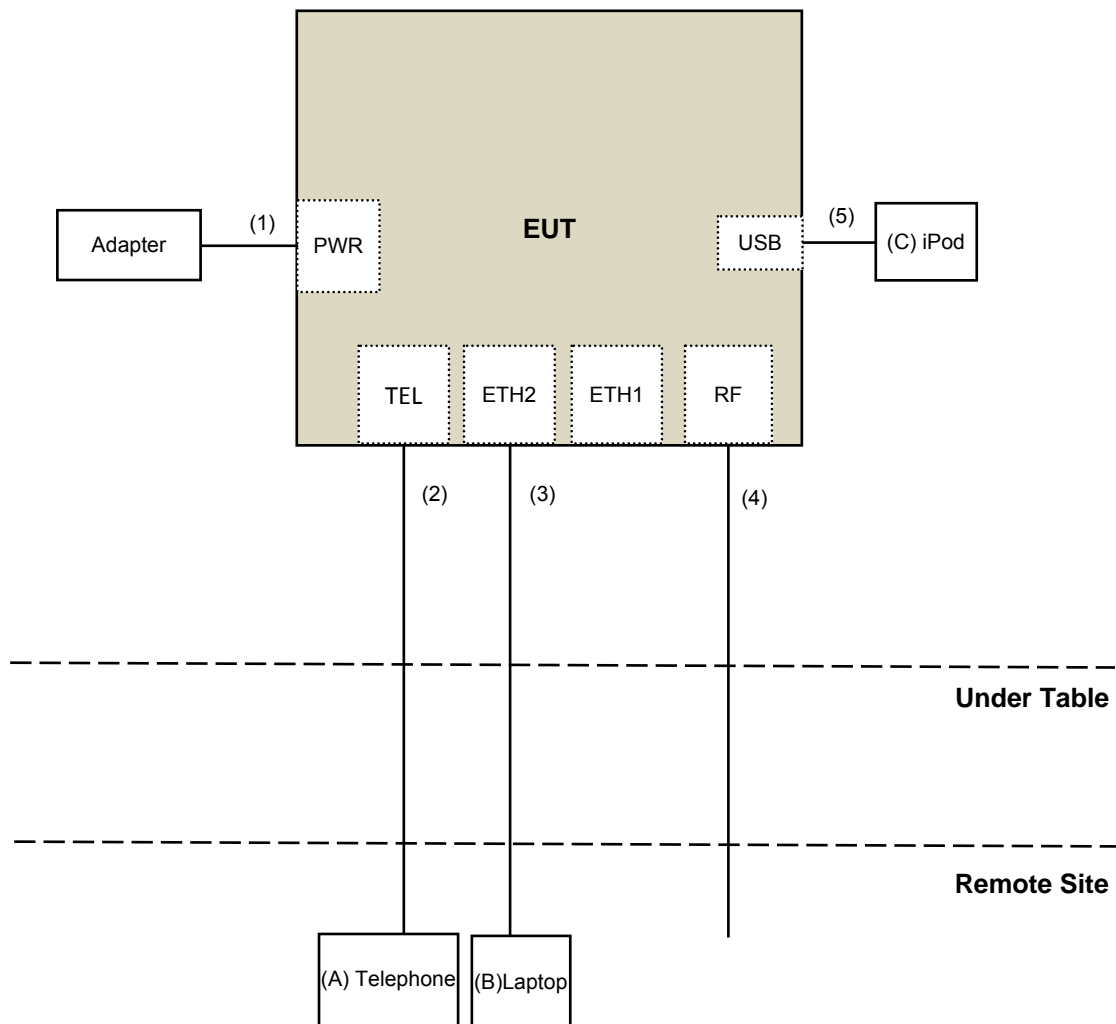 EUT
(1)
(5)
Adapter
PWR
USB
(C) iPod
TEL
ETH2
ETH1
RF
(2)
(3)
(4)
Under Table
Remote Site
(A) Telephone
(B)Laptop